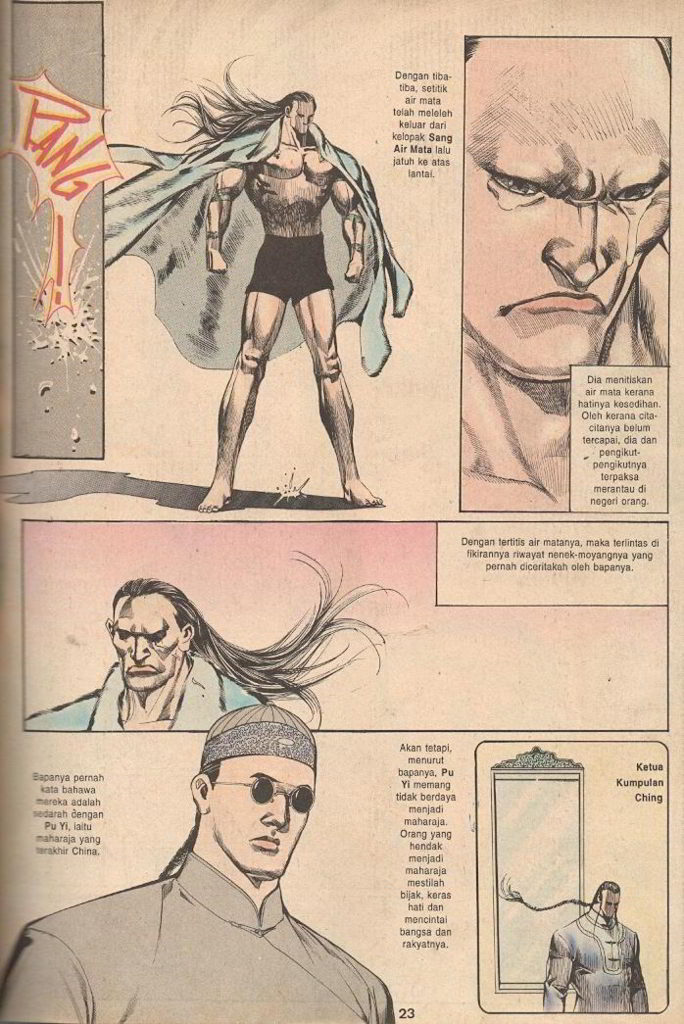 PANG
!
Dengan tiba-
tiba, setitik
air mata
telah meleleh
keluar dari
kelopak Sang
Air Mata lalu
jatuh ke atas
lantai.
Dia menitiskan
air mata kerana
hatinya kesedihan.
Oleh kerana cita-
citanya belum
tercapai, dia dan
pengikut-
pengikutnya
terpaksa
merantau di
negeri orang.
Dengan tertitis air matanya, maka terlintas di
fikirannya riwayat nenek-moyangnya yang
pernah diceritakah oleh bapanya.
Bapanya pernah
kata bahawa
mereka adalah
sedarah dengan
Pu Yi, iaitu
maharaja yang
terakhir China.
Akan tetapi,
menurut
bapanya, Pu
Yi memang
tidak berdaya
menjadi
maharaja.
Orang yang
hendak
menjadi
maharaja
mestilah
bijak, keras
hati dan
mencintai
bangsa dan
rakyatnya.
Ketua
Kumpulan
Ching
23